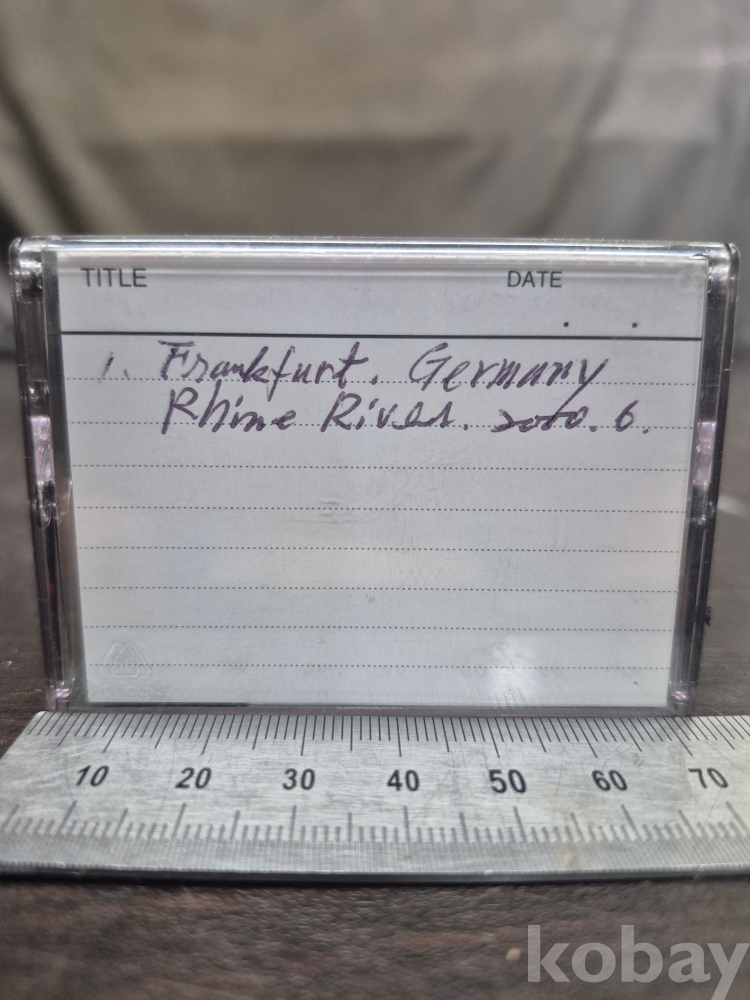 TITLE DATE
. .
1. Frankfurt. Germany
Rhine River. 2010. 6.
10 20 30 40 50 60 70
kobay